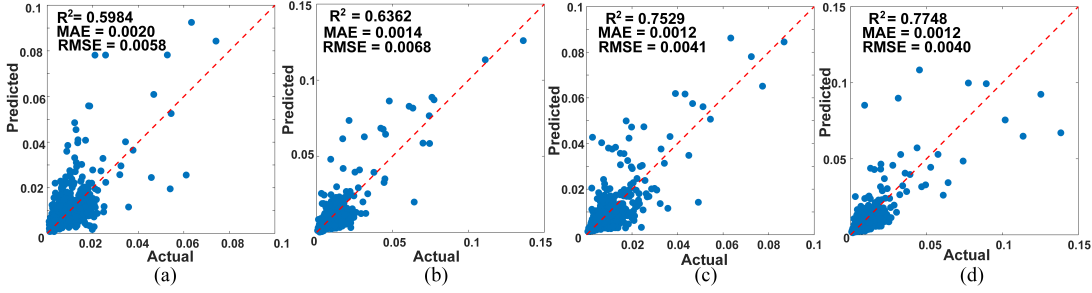 R²= 0.5984
MAE = 0.0020
RMSE = 0.0058
Predicted
0.1
0.08
0.06
0.04
0.02
0
0.02
0.04
0.06
0.08
0.1
Actual
(a)
R² = 0.6362
MAE = 0.0014
RMSE = 0.0068
Predicted
0.15
0.1
0.05
0
0.05
0.1
0.15
Actual
(b)
R² = 0.7529
MAE = 0.0012
RMSE = 0.0041
Predicted
0.1
0.08
0.06
0.04
0.02
0
0.02
0.04
0.06
0.08
0.1
Actual
(c)
R² = 0.7748
MAE = 0.0012
RMSE = 0.0040
Predicted
0.15
0.1
0.05
0
0.05
0.1
0.15
Actual
(d)